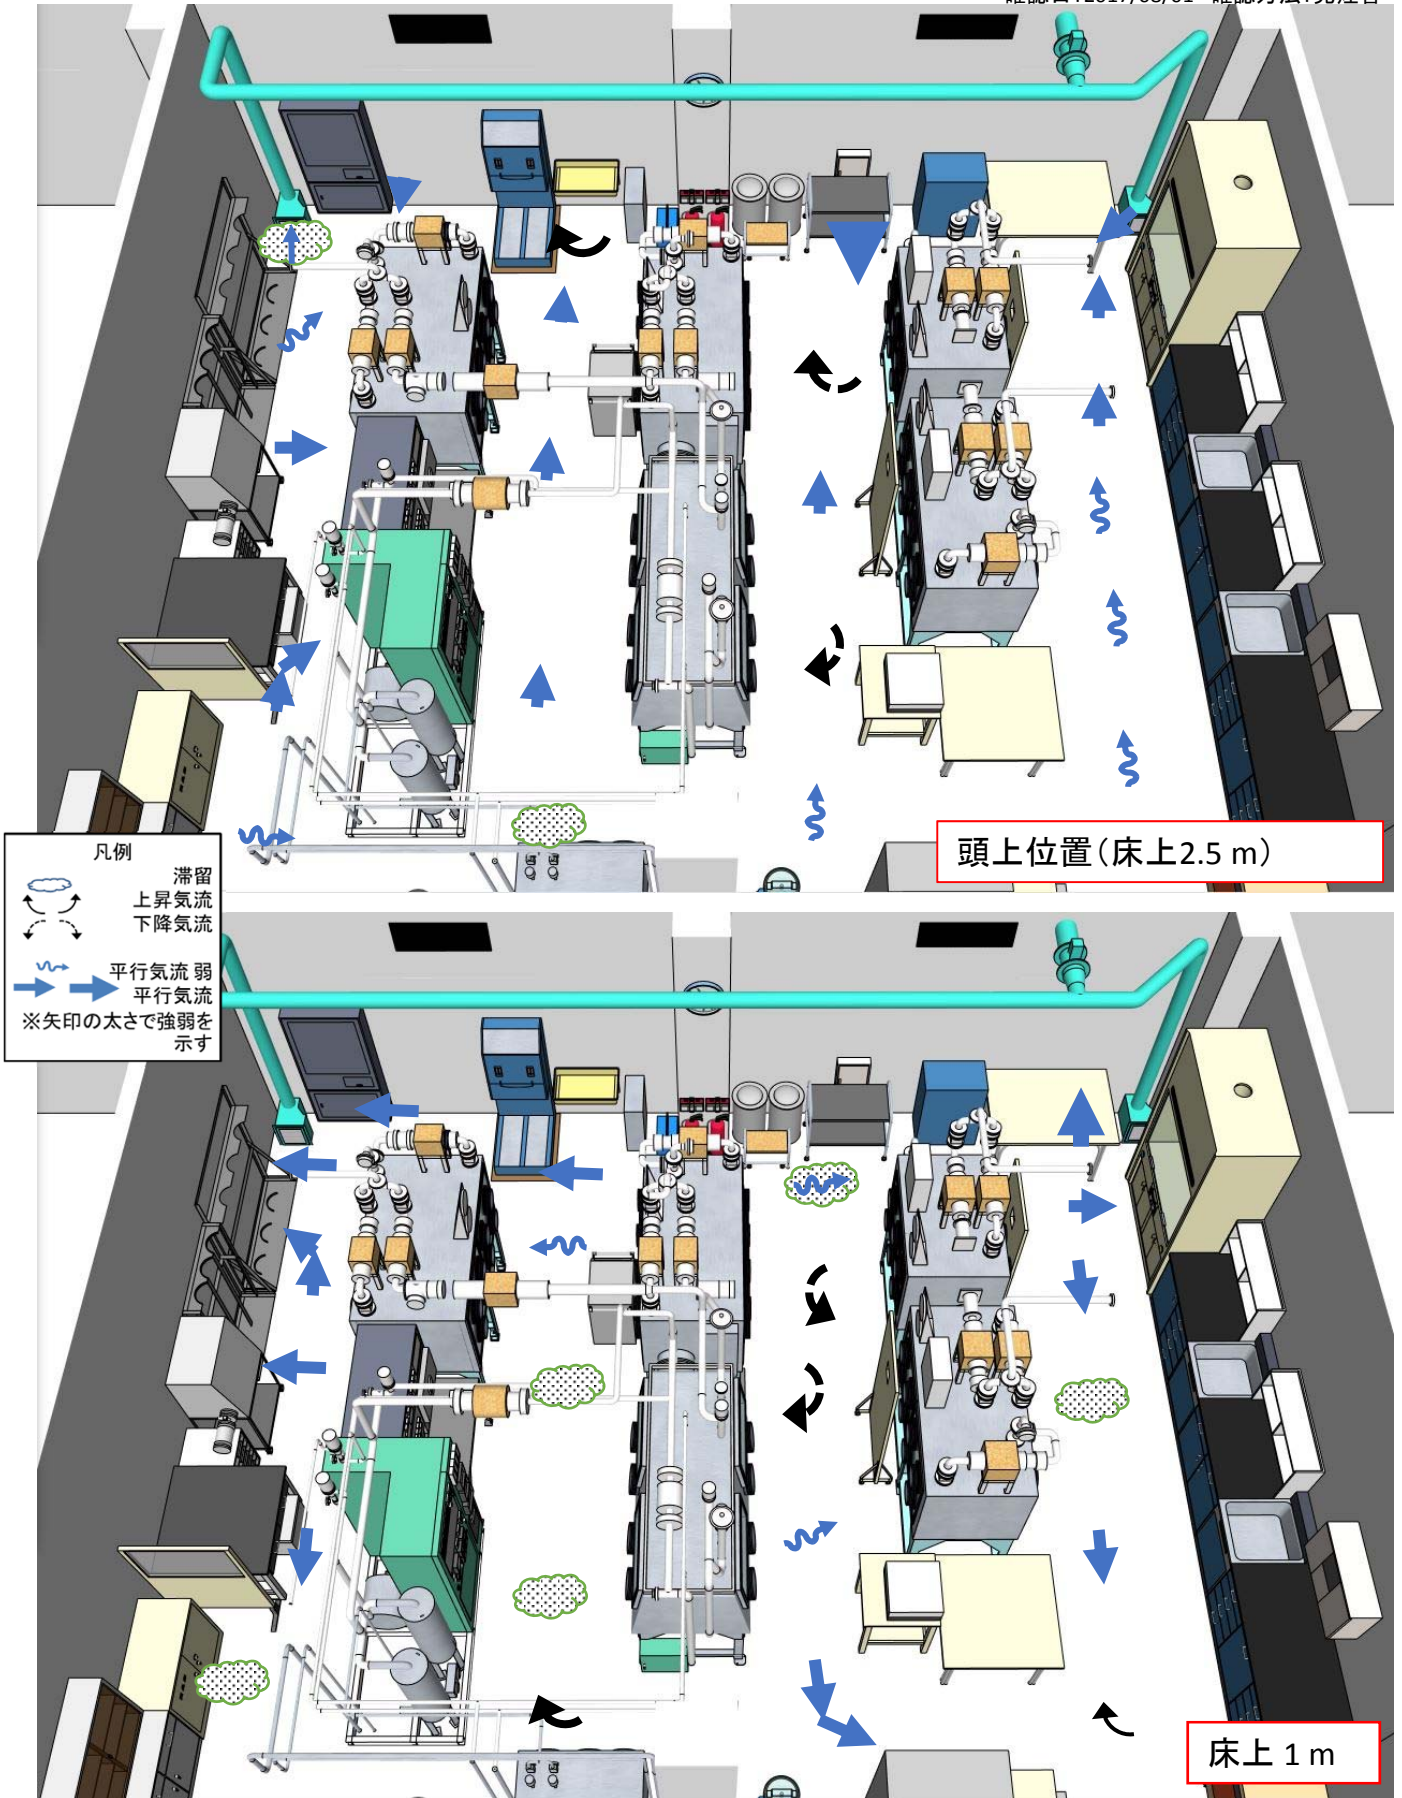 頭上位置(床上2.5 m)
凡例
滞留
上昇気流
下降気流
平行気流 弱
平行気流
※矢印の太さで強弱を
示す
床上 1 m